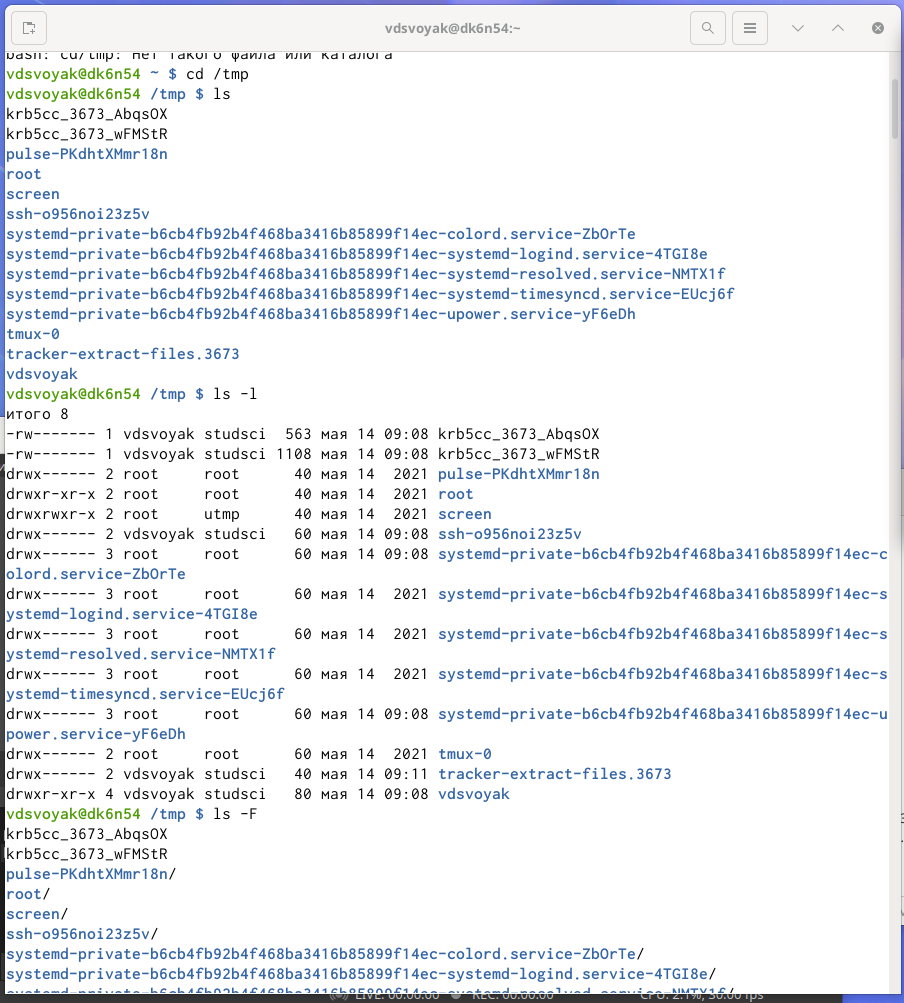 vdsvoyak@dk6n54:~
bash: cd/tmp: Нет такого файла или каталога
vdsvoyak@dk6n54 ~ $ cd /tmp
vdsvoyak@dk6n54 /tmp $ ls
krb5cc_3673_AbqsOX
krb5cc_3673_wFMStR
pulse-PKdhtXMmr18n
root
screen
ssh-o956noi23z5v
systemd-private-b6cb4fb92b4f468ba3416b85899f14ec-colord.service-ZbOrTe
systemd-private-b6cb4fb92b4f468ba3416b85899f14ec-systemd-logind.service-4TGI8e
systemd-private-b6cb4fb92b4f468ba3416b85899f14ec-systemd-resolved.service-NMTX1f
systemd-private-b6cb4fb92b4f468ba3416b85899f14ec-systemd-timesyncd.service-EUcj6f
systemd-private-b6cb4fb92b4f468ba3416b85899f14ec-upower.service-yF6eDh
tmux-0
tracker-extract-files.3673
vdsvoyak
vdsvoyak@dk6n54 /tmp $ ls -l
итого 8
-rw------- 1 vdsvoyak studsci  563 мая 14 09:08 krb5cc_3673_AbqsOX
-rw------- 1 vdsvoyak studsci 1108 мая 14 09:08 krb5cc_3673_wFMStR
drwx------ 2 root     root      40 мая 14  2021 pulse-PKdhtXMmr18n
drwxr-xr-x 2 root     root      40 мая 14  2021 root
drwxrwxr-x 2 root     utmp      40 мая 14  2021 screen
drwx------ 2 vdsvoyak studsci   60 мая 14 09:08 ssh-o956noi23z5v
drwx------ 3 root     root      60 мая 14 09:08 systemd-private-b6cb4fb92b4f468ba3416b85899f14ec-c
olord.service-ZbOrTe
drwx------ 3 root     root      60 мая 14  2021 systemd-private-b6cb4fb92b4f468ba3416b85899f14ec-s
ystemd-logind.service-4TGI8e
drwx------ 3 root     root      60 мая 14  2021 systemd-private-b6cb4fb92b4f468ba3416b85899f14ec-s
ystemd-resolved.service-NMTX1f
drwx------ 3 root     root      60 мая 14  2021 systemd-private-b6cb4fb92b4f468ba3416b85899f14ec-s
ystemd-timesyncd.service-EUcj6f
drwx------ 3 root     root      60 мая 14 09:08 systemd-private-b6cb4fb92b4f468ba3416b85899f14ec-u
power.service-yF6eDh
drwx------ 2 root     root      60 мая 14  2021 tmux-0
drwx------ 2 vdsvoyak studsci   40 мая 14 09:11 tracker-extract-files.3673
drwxr-xr-x 4 vdsvoyak studsci   80 мая 14 09:08 vdsvoyak
vdsvoyak@dk6n54 /tmp $ ls -F
krb5cc_3673_AbqsOX
krb5cc_3673_wFMStR
pulse-PKdhtXMmr18n/
root/
screen/
ssh-o956noi23z5v/
systemd-private-b6cb4fb92b4f468ba3416b85899f14ec-colord.service-ZbOrTe/
systemd-private-b6cb4fb92b4f468ba3416b85899f14ec-systemd-logind.service-4TGI8e/
systemd-private-b6cb4fb92b4f468ba3416b85899f14ec-systemd-resolved.service-NMTX1f/
LIVE: 00:00:00 REC: 00:00:00 CPU: 2.1%, 30.00 fps